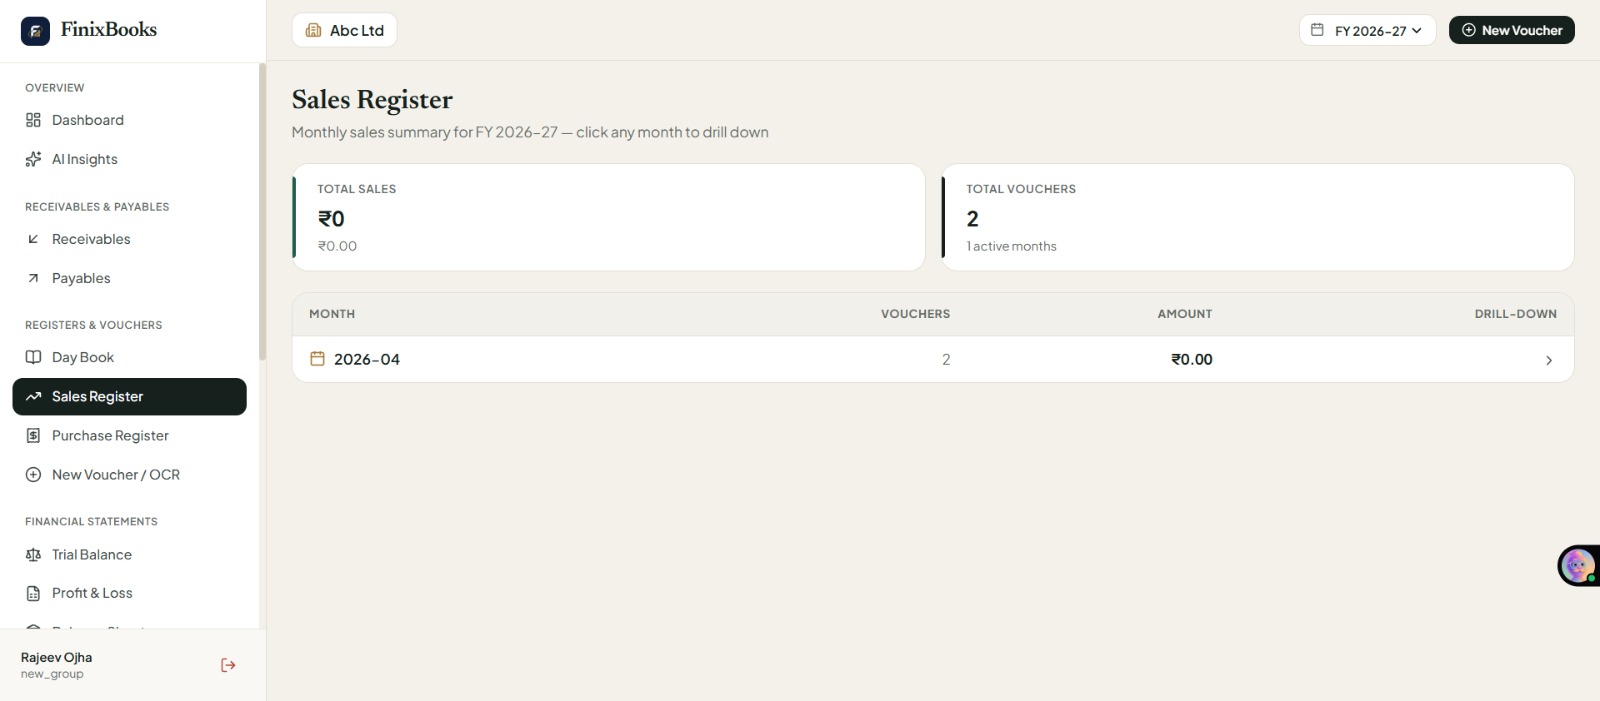 FinixBooks
Abc Ltd
FY 2026-27
New Voucher
OVERVIEW
Dashboard
AI Insights
RECEIVABLES & PAYABLES
Receivables
Payables
REGISTERS & VOUCHERS
Day Book
Sales Register
Purchase Register
New Voucher / OCR
FINANCIAL STATEMENTS
Trial Balance
Profit & Loss
Rajeev Ojha
new_group
Sales Register
Monthly sales summary for FY 2026-27 — click any month to drill down
TOTAL SALES
₹0
₹0.00
TOTAL VOUCHERS
2
1 active months
MONTH VOUCHERS AMOUNT DRILL-DOWN
2026-04 2 ₹0.00